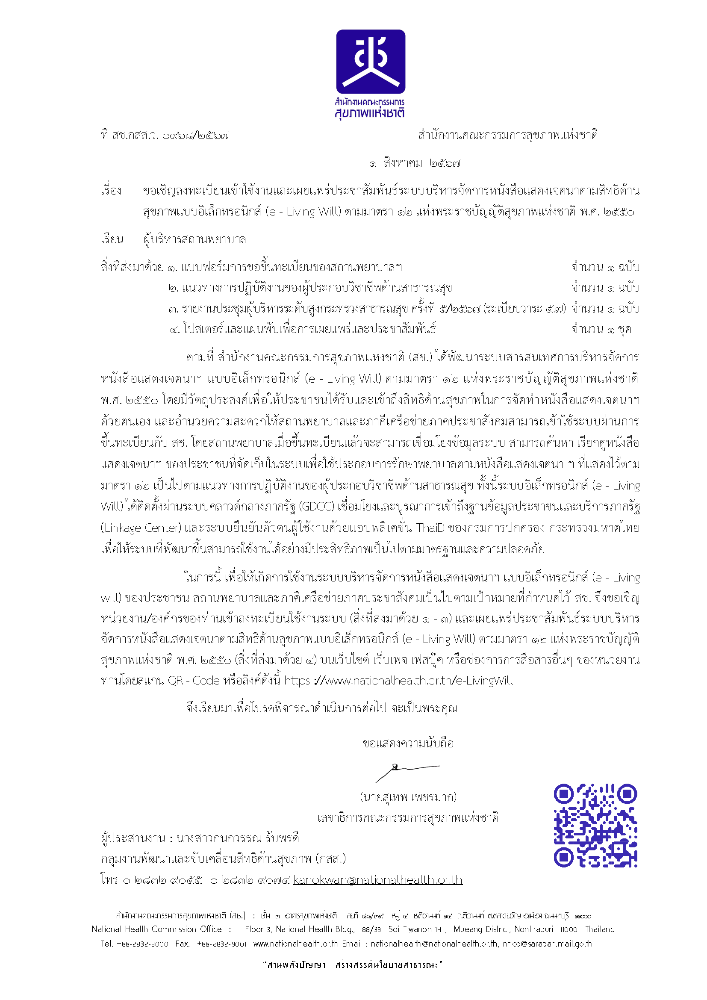 สำนักงานคณะกรรมการ
สุขภาพแห่งชาติ
ที่ สช.กสส.ว. ๐๙๖๘/๒๕๖๗ สำนักงานคณะกรรมการสุขภาพแห่งชาติ
๑ สิงหาคม ๒๕๖๗
เรื่อง ขอเชิญลงทะเบียนเข้าใช้งานและเผยแพร่ประชาสัมพันธ์ระบบบริหารจัดการหนังสือแสดงเจตนาตามสิทธิด้าน
สุขภาพแบบอิเล็กทรอนิกส์ (e - Living Will) ตามมาตรา ๑๒ แห่งพระราชบัญญัติสุขภาพแห่งชาติ พ.ศ. ๒๕๕๐
เรียน ผู้บริหารสถานพยาบาล
สิ่งที่ส่งมาด้วย ๑. แบบฟอร์มการขอขึ้นทะเบียนของสถานพยาบาลฯ จำนวน ๑ ฉบับ
๒. แนวทางการปฏิบัติงานของผู้ประกอบวิชาชีพด้านสาธารณสุข จำนวน ๑ ฉบับ
๓. รายงานประชุมผู้บริหารระดับสูงกระทรวงสาธารณสุข ครั้งที่ ๕/๒๕๖๗ (ระเบียบวาระ ๕.๗) จำนวน ๑ ฉบับ
๔. โปสเตอร์และแผ่นพับเพื่อการเผยแพร่และประชาสัมพันธ์ จำนวน ๑ ชุด
ตามที่ สำนักงานคณะกรรมการสุขภาพแห่งชาติ (สช.) ได้พัฒนาระบบสารสนเทศการบริหารจัดการ
หนังสือแสดงเจตนาฯ แบบอิเล็กทรอนิกส์ (e - Living Will) ตามมาตรา ๑๒ แห่งพระราชบัญญัติสุขภาพแห่งชาติ
พ.ศ. ๒๕๕๐ โดยมีวัตถุประสงค์เพื่อให้ประชาชนได้รับและเข้าถึงสิทธิด้านสุขภาพในการจัดทำหนังสือแสดงเจตนาฯ
ด้วยตนเอง และอำนวยความสะดวกให้สถานพยาบาลและภาคีเครือข่ายภาคประชาสังคมสามารถเข้าใช้ระบบผ่านการ
ขึ้นทะเบียนกับ สช. โดยสถานพยาบาลเมื่อขึ้นทะเบียนแล้วจะสามารถเชื่อมโยงข้อมูลระบบ สามารถค้นหา เรียกดูหนังสือ
แสดงเจตนาฯ ของประชาชนที่จัดเก็บในระบบเพื่อใช้ประกอบการรักษาพยาบาลตามหนังสือแสดงเจตนา ฯ ที่แสดงไว้ตาม
มาตรา ๑๒ เป็นไปตามแนวทางการปฏิบัติงานของผู้ประกอบวิชาชีพด้านสาธารณสุข ทั้งนี้ระบบอิเล็กทรอนิกส์ (e - Living
Will) ได้ติดตั้งผ่านระบบคลาวด์กลางภาครัฐ (GDCC) เชื่อมโยงและบูรณาการเข้าถึงฐานข้อมูลประชาชนและบริการภาครัฐ
(Linkage Center) และระบบยืนยันตัวตนผู้ใช้งานด้วยแอปพลิเคชั่น ThaiD ของกรมการปกครอง กระทรวงมหาดไทย
เพื่อให้ระบบที่พัฒนาขึ้นสามารถใช้งานได้อย่างมีประสิทธิภาพเป็นไปตามมาตรฐานและความปลอดภัย
ในการนี้ เพื่อให้เกิดการใช้งานระบบบริหารจัดการหนังสือแสดงเจตนาฯ แบบอิเล็กทรอนิกส์ (e - Living
will) ของประชาชน สถานพยาบาลและภาคีเครือข่ายภาคประชาสังคมเป็นไปตามเป้าหมายที่กำหนดไว้ สช. จึงขอเชิญ
หน่วยงาน/องค์กรของท่านเข้าลงทะเบียนใช้งานระบบ (สิ่งที่ส่งมาด้วย ๑ - ๓) และเผยแพร่ประชาสัมพันธ์ระบบบริหาร
จัดการหนังสือแสดงเจตนาตามสิทธิด้านสุขภาพแบบอิเล็กทรอนิกส์ (e - Living Will) ตามมาตรา ๑๒ แห่งพระราชบัญญัติ
สุขภาพแห่งชาติ พ.ศ. ๒๕๕๐ (สิ่งที่ส่งมาด้วย ๔) บนเว็บไซต์ เว็บเพจ เฟสบุ๊ค หรือช่องการการสื่อสารอื่นๆ ของหน่วยงาน
ท่านโดยสแกน QR - Code หรือลิงค์ดังนี้ https ://www.nationalhealth.or.th/e-LivingWill
จึงเรียนมาเพื่อโปรดพิจารณาดำเนินการต่อไป จะเป็นพระคุณ
ขอแสดงความนับถือ
(นายสุเทพ เพชรมาก)
เลขาธิการคณะกรรมการสุขภาพแห่งชาติ
ผู้ประสานงาน : นางสาวกนกวรรณ รับพรดี
กลุ่มงานพัฒนาและขับเคลื่อนสิทธิด้านสุขภาพ (กสส.)
โทร ๐ ๒๘๓๒ ๙๐๕๕ ๐ ๒๘๓๒ ๙๐๗๔ kanokwan@nationalhealth.or.th
สำนักงานคณะกรรมการสุขภาพแห่งชาติ (สช.) : ชั้น ๓ อาคารสุขภาพแห่งชาติ เลขที่ ๘๘/๓๙ หมู่ ๔ ซ.ติวานนท์ ๑๔ ถ.ติวานนท์ ต.ตลาดขวัญ อ.เมือง จ.นนทบุรี ๑๑๐๐๐
National Health Commission Office : Floor 3, National Health Bldg., 88/39 Soi Tiwanon 14 , Mueang District, Nonthaburi 11000 Thailand
Tel. +66-2832-9000 Fax. +66-2832-9001 www.nationalhealth.or.th Email : nationalhealth@nationalhealth.or.th, nhco@saraban.mail.go.th
“สานพลังปัญญา สร้างสรรค์นโยบายสาธารณะ"